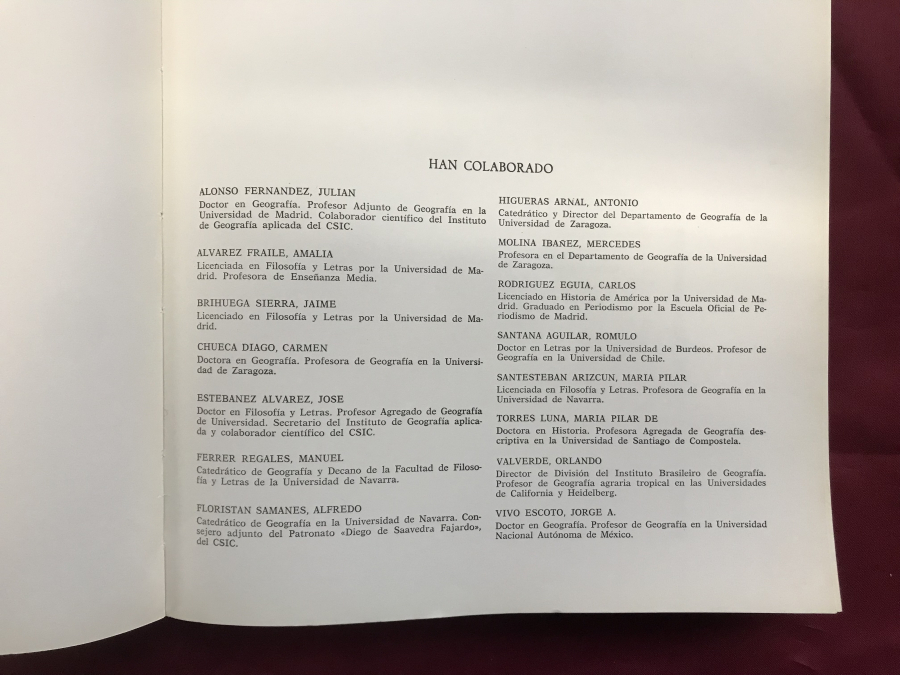 HAN COLABORADO
ALONSO FERNANDEZ, JULIAN
Doctor en Geografía. Profesor Adjunto de Geografía en la
Universidad de Madrid. Colaborador científico del Instituto
de Geografía aplicada del CSIC.
ALVAREZ FRAILE, AMALIA
Licenciada en Filosofía y Letras por la Universidad de Ma-
drid. Profesora de Enseñanza Media.
BRIHUEGA SIERRA, JAIME
Licenciado en Filosofía y Letras por la Universidad de Ma-
drid.
CHUECA DIAGO, CARMEN
Doctora en Geografía. Profesora de Geografía en la Universi-
dad de Zaragoza.
ESTEBANEZ ALVAREZ, JOSE
Doctor en Filosofía y Letras. Profesor Agregado de Geografía
de Universidad. Secretario del Instituto de Geografía aplica-
da y colaborador científico del CSIC.
FERRER REGALES, MANUEL
Catedrático de Geografía y Decano de la Facultad de Filoso-
fía y Letras de la Universidad de Navarra.
FLORISTAN SAMANES, ALFREDO
Catedrático de Geografía en la Universidad de Navarra. Con-
sejero adjunto del Patronato «Diego de Saavedra Fajardo»,
del CSIC.
HIGUERAS ARNAL, ANTONIO
Catedrático y Director del Departamento de Geografía de la
Universidad de Zaragoza.
MOLINA IBAÑEZ, MERCEDES
Profesora en el Departamento de Geografía de la Universidad
de Zaragoza.
RODRIGUEZ EGUIA, CARLOS
Licenciado en Historia de América por la Universidad de Ma-
drid. Graduado en Periodismo por la Escuela Oficial de Pe-
riodismo de Madrid.
SANTANA AGUILAR, ROMULO
Doctor en Letras por la Universidad de Burdeos. Profesor de
Geografía en la Universidad de Chile.
SANTESTEBAN ARIZCUN, MARIA PILAR
Licenciada en Filosofía y Letras. Profesora de Geografía en la
Universidad de Navarra.
TORRES LUNA, MARIA PILAR DE
Doctora en Historia. Profesora Agregada de Geografía des-
criptiva en la Universidad de Santiago de Compostela.
VALVERDE, ORLANDO
Director de División del Instituto Brasileiro de Geografía.
Profesor de Geografía agraria tropical en las Universidades
de California y Heidelberg.
VIVO ESCOTO, JORGE A.
Doctor en Geografía. Profesor de Geografía en la Universidad
Nacional Autónoma de México.